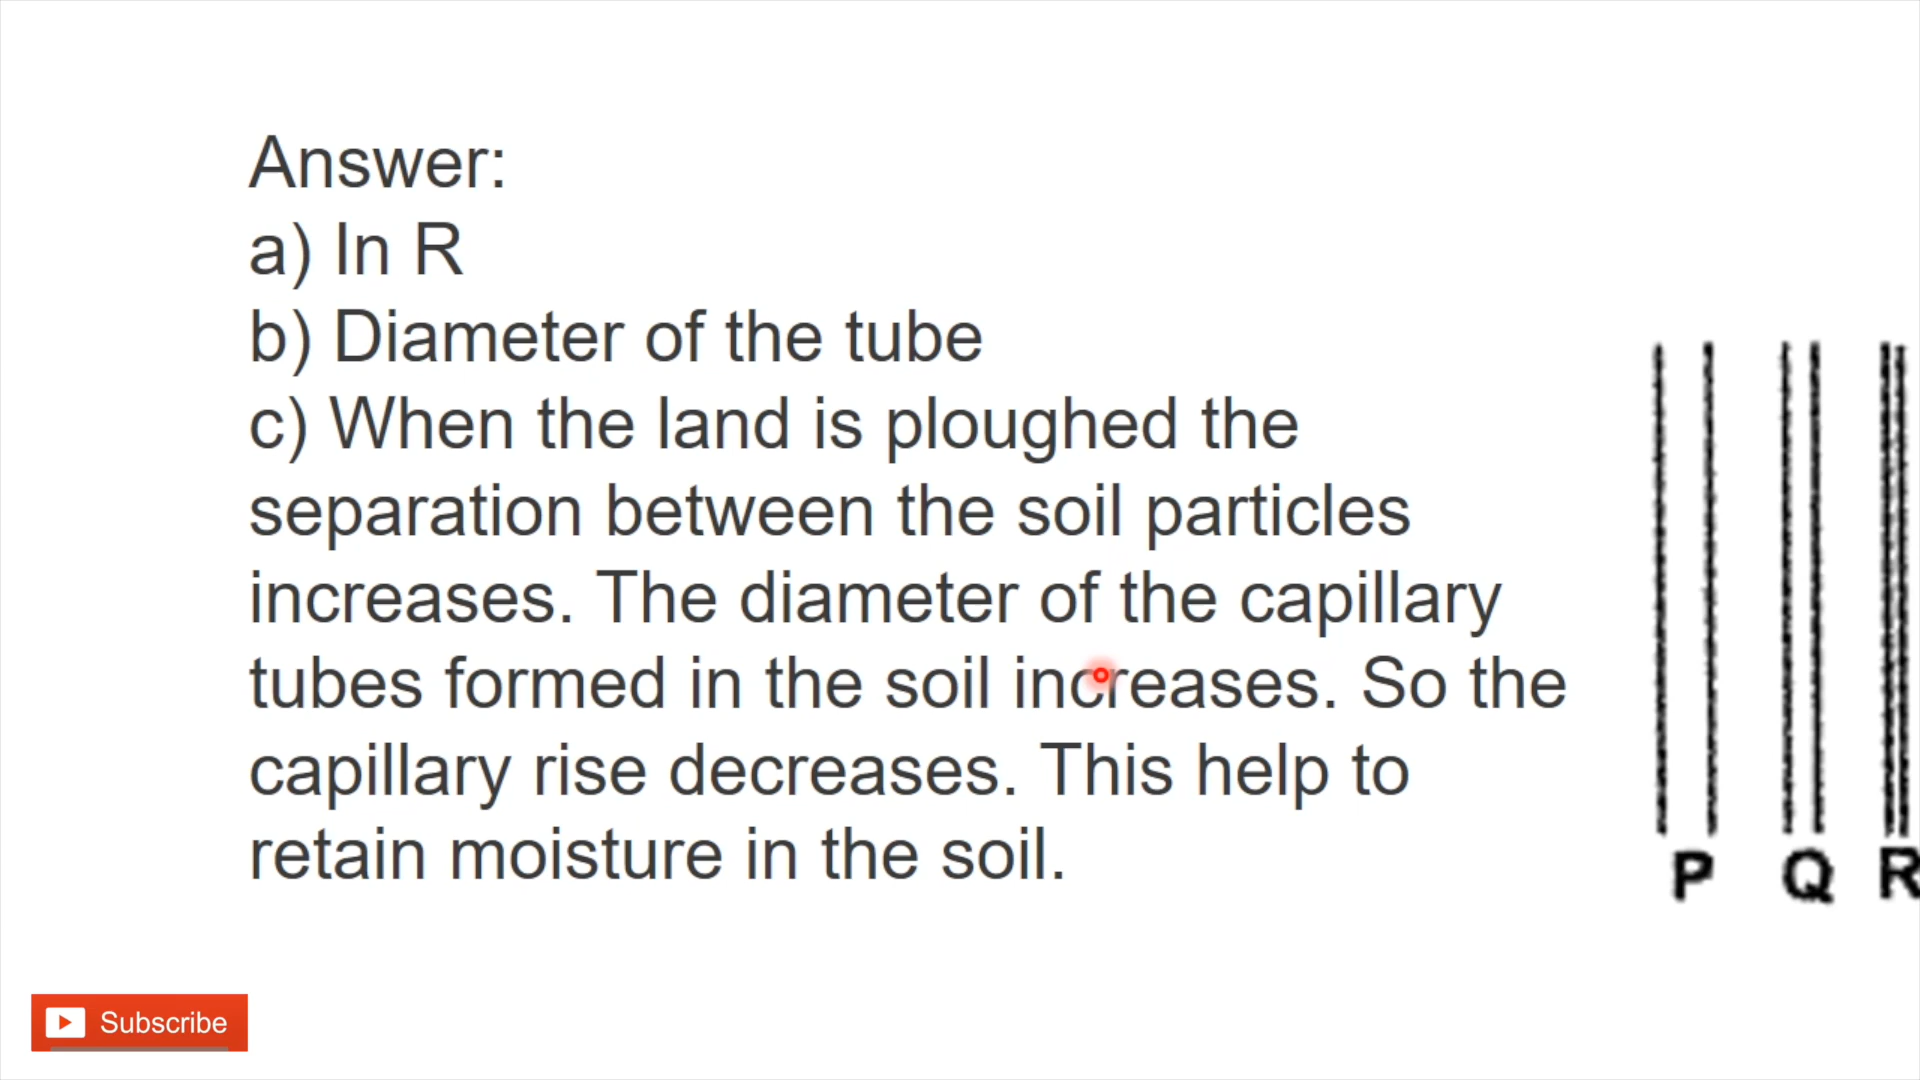 Answer:
a) In R
b) Diameter of the tube
c) When the land is ploughed the
separation between the soil particles
increases. The diameter of the capillary
tubes formed in the soil increases. So the
capillary rise decreases. This help to
retain moisture in the soil.
P Q R
Subscribe